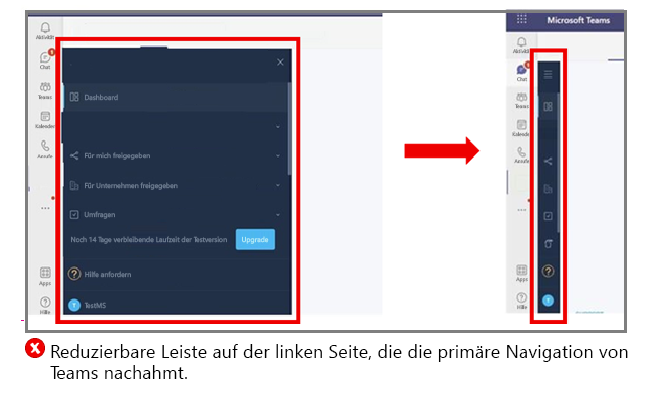 Microsoft Teams
Aktivität
Chat
Teams
Kalender
Anrufe
Apps
Hilfe
X
Dashboard
Für mich freigegeben
Für Unternehmen freigegeben
Umfragen
Noch 14 Tage verbleibende Laufzeit der Testversion
Upgrade
Hilfe anfordern
T TestMS
Aktivität
Chat
Teams
Kalender
Anrufe
Apps
Hilfe
T
Reduzierbare Leiste auf der linken Seite, die die primäre Navigation von
Teams nachahmt.